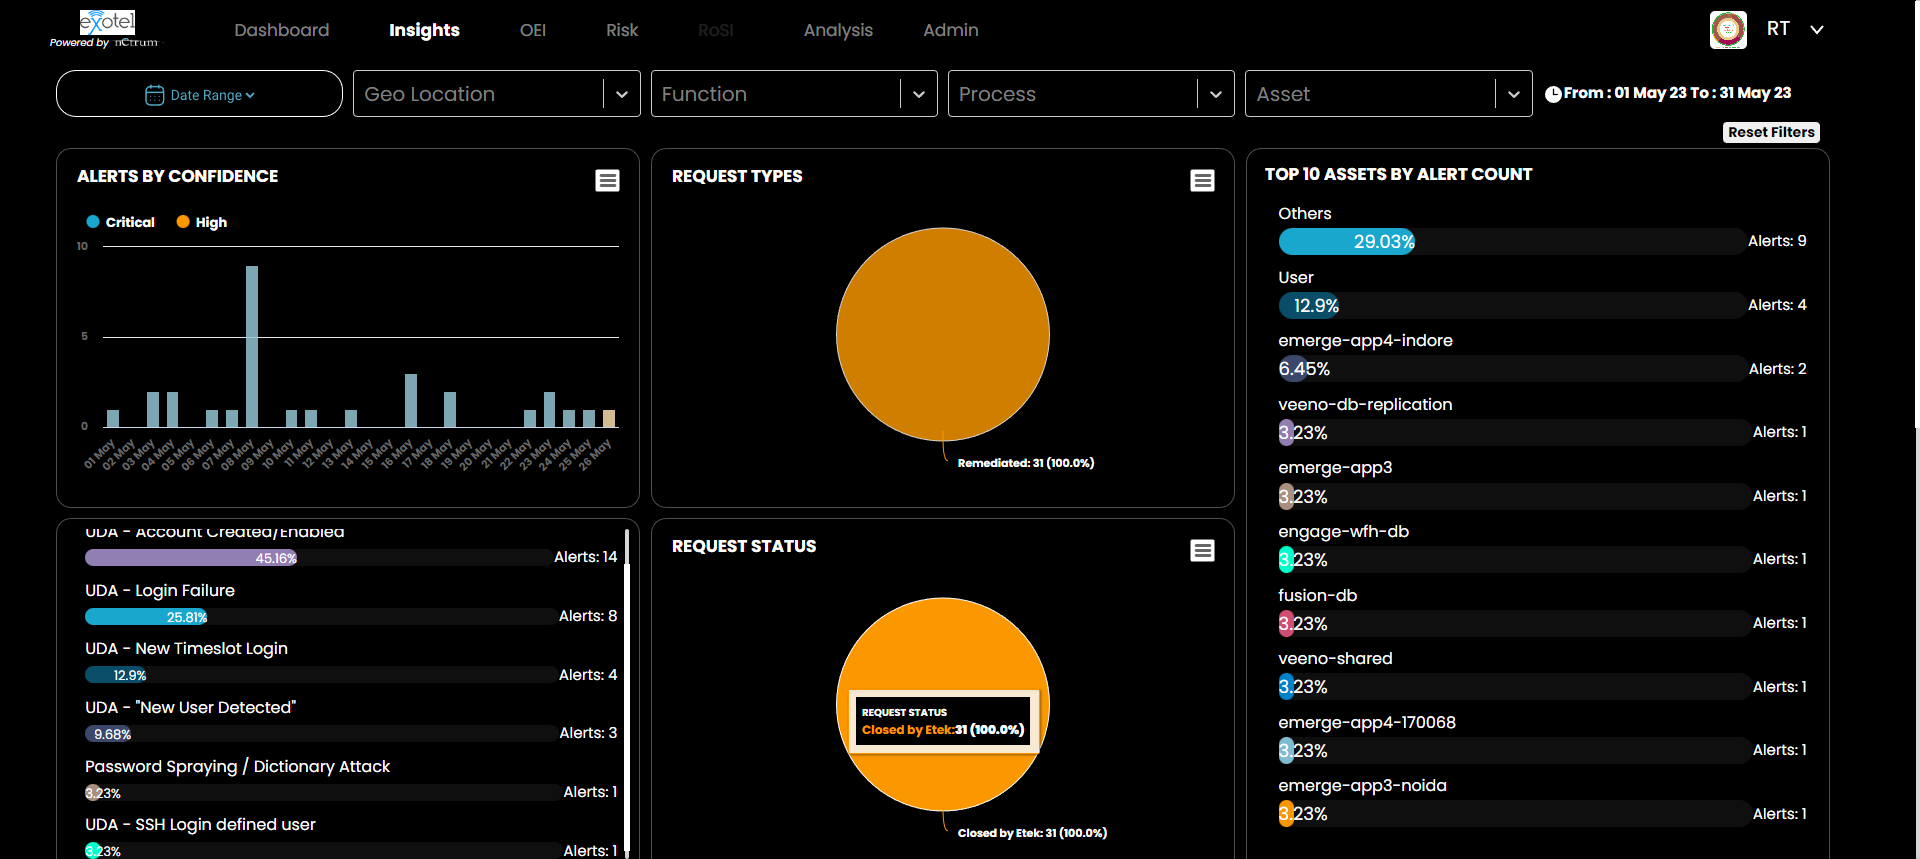 exotel
Powered by nCtrum
Dashboard
Insights
OEI
Risk
RoSI
Analysis
Admin
RT
Date Range
Geo Location
Function
Process
Asset
From : 01 May 23 To : 31 May 23
Reset Filters
ALERTS BY CONFIDENCE
Critical
High
10
5
0
01 May
02 May
03 May
04 May
05 May
06 May
07 May
08 May
09 May
10 May
11 May
12 May
13 May
14 May
15 May
16 May
17 May
18 May
19 May
20 May
21 May
22 May
23 May
24 May
25 May
26 May
REQUEST TYPES
Remediated: 31 (100.0%)
TOP 10 ASSETS BY ALERT COUNT
Others
29.03% Alerts: 9
User
12.9% Alerts: 4
emerge-app4-indore
6.45% Alerts: 2
veeno-db-replication
3.23% Alerts: 1
emerge-app3
3.23% Alerts: 1
engage-wfh-db
3.23% Alerts: 1
fusion-db
3.23% Alerts: 1
veeno-shared
3.23% Alerts: 1
emerge-app4-170068
3.23% Alerts: 1
emerge-app3-noida
3.23% Alerts: 1
UDA - Account Created/Enabled
45.16% Alerts: 14
UDA - Login Failure
25.81% Alerts: 8
UDA - New Timeslot Login
12.9% Alerts: 4
UDA - "New User Detected"
9.68% Alerts: 3
Password Spraying / Dictionary Attack
3.23% Alerts: 1
UDA - SSH Login defined user
3.23% Alerts: 1
REQUEST STATUS
REQUEST STATUS
Closed by Etek:31 (100.0%)
Closed by Etek: 31 (100.0%)